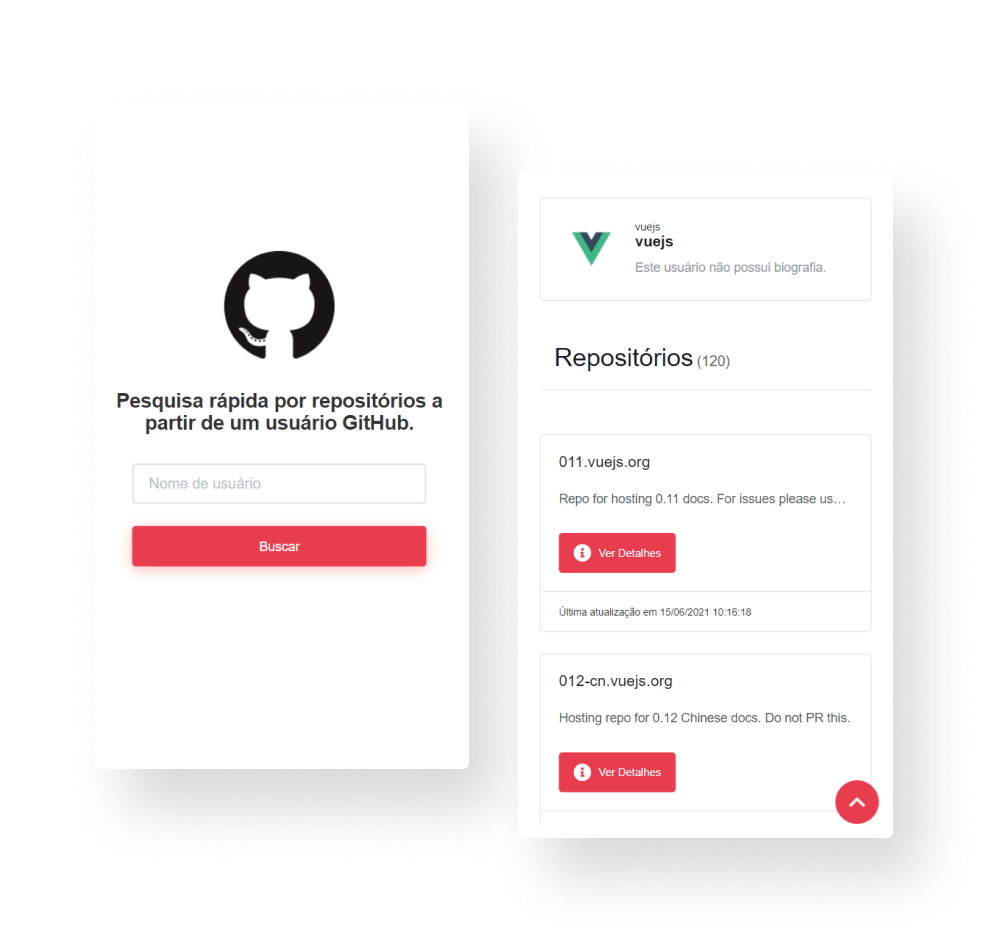 Pesquisa rápida por repositórios a
partir de um usuário GitHub.
Nome de usuário
Buscar
vuejs
vuejs
Este usuário não possui biografia.
Repositórios (120)
011.vuejs.org
Repo for hosting 0.11 docs. For issues please us…
Ver Detalhes
Última atualização em 15/06/2021 10:16:18
012-cn.vuejs.org
Hosting repo for 0.12 Chinese docs. Do not PR this.
Ver Detalhes